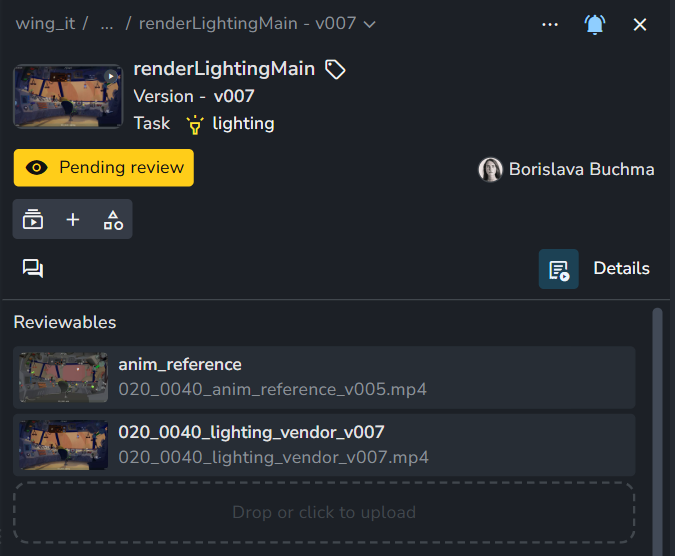 wing_it / ... / renderLightingMain - v007
renderLightingMain
Version - v007
Task lighting
Pending review
Borislava Buchma
Details
Reviewables
anim_reference
020_0040_anim_reference_v005.mp4
020_0040_lighting_vendor_v007
020_0040_lighting_vendor_v007.mp4
Drop or click to upload